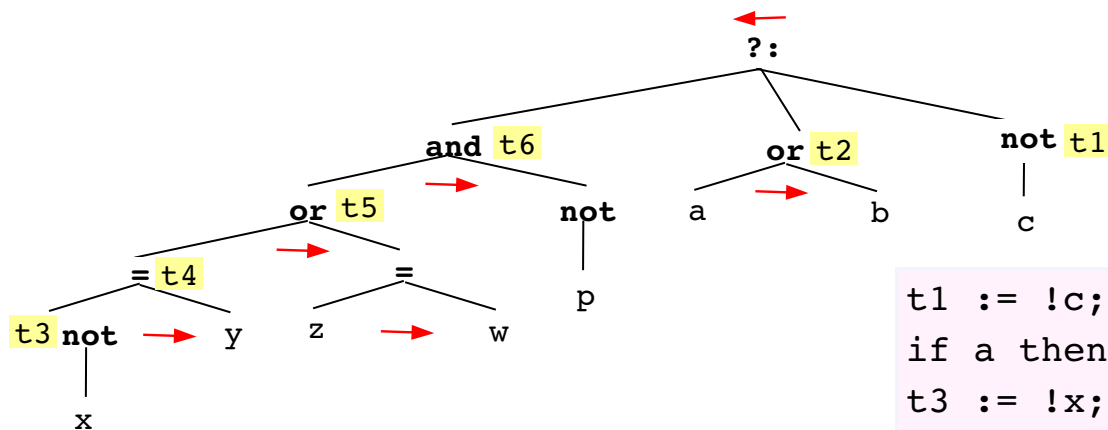 ?:
and t6 or t2 not t1
or t5 not a b c
= t4 = p
t3 not y z w
x
t1 := !c;
if a then
t3 := !x;